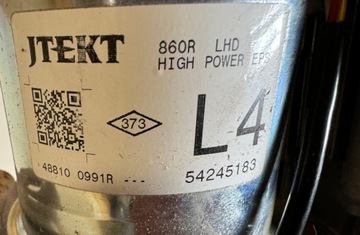 JTEKT
860R LHD
HIGH POWER EPS
373
L4
48810 0991R ---
54245183